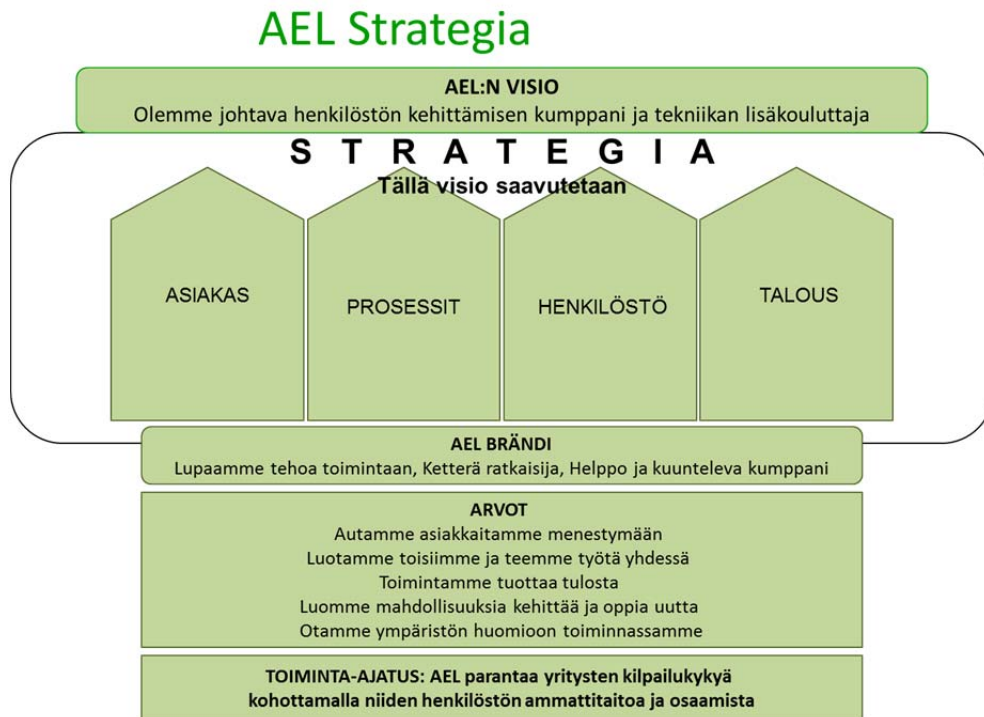 AEL Strategia
AEL:N VISIO
Olemme johtava henkilöstön kehittämisen kumppani ja tekniikan lisäkouluttaja
S T R A T E G I A
Tällä visio saavutetaan
ASIAKAS
PROSESSIT
HENKILÖSTÖ
TALOUS
AEL BRÄNDI
Lupaamme tehoa toimintaan, Ketterä ratkaisija, Helppo ja kuunteleva kumppani
ARVOT
Autamme asiakkaitamme menestymään
Luotamme toisiimme ja teemme työtä yhdessä
Toimintamme tuottaa tulosta
Luomme mahdollisuuksia kehittää ja oppia uutta
Otamme ympäristön huomioon toiminnassamme
TOIMINTA-AJATUS: AEL parantaa yritysten kilpailukykyä
kohottamalla niiden henkilöstön ammattitaitoa ja osaamista